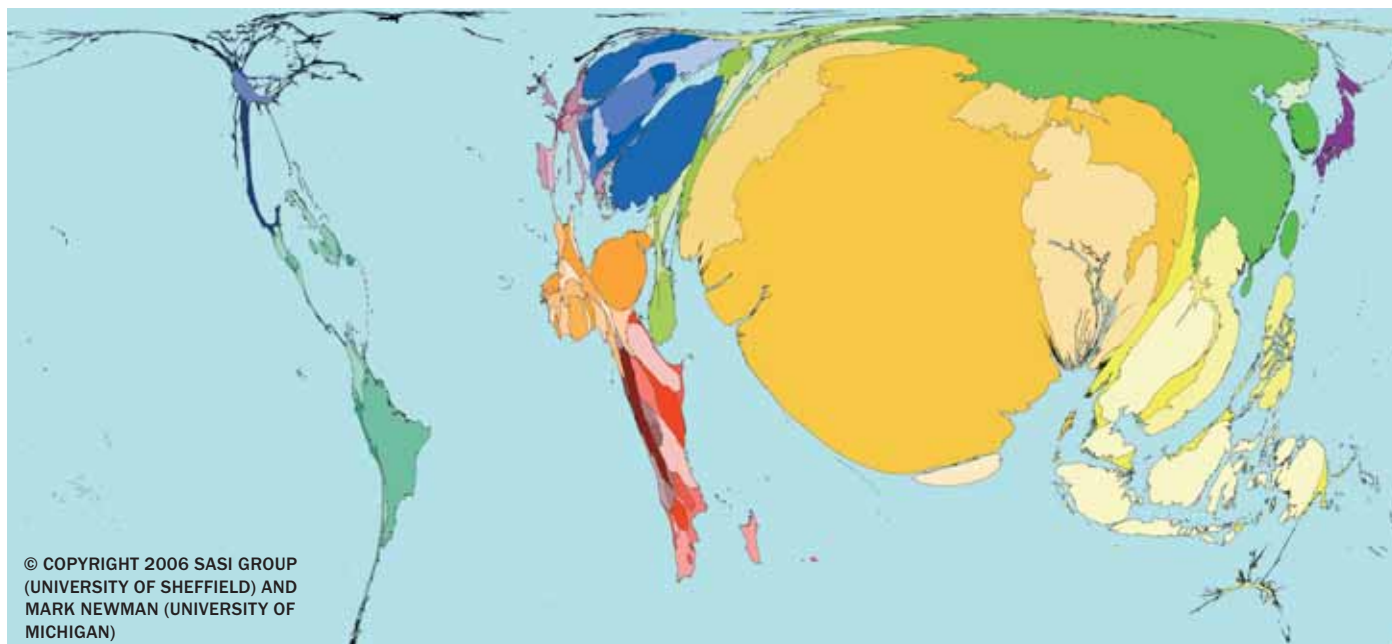 © COPYRIGHT 2006 SASI GROUP
(UNIVERSITY OF SHEFFIELD) AND
MARK NEWMAN (UNIVERSITY OF
MICHIGAN)